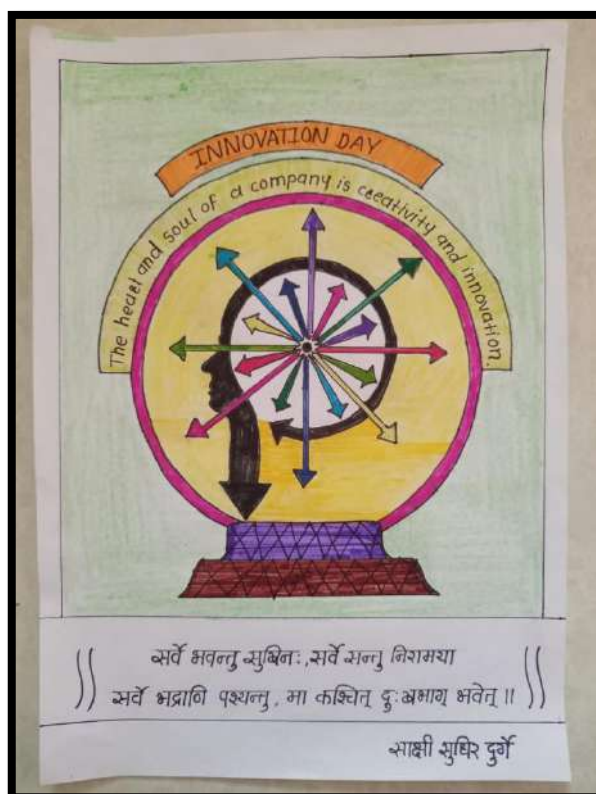 INNOVATION DAY
The heart and soul of a company is creativity and innovation.
सर्वे भवन्तु सुखिनः, सर्वे सन्तु निरामया
सर्वे भद्राणि पश्यन्तु, मा कश्चित् दुःखभाग् भवेत् ॥
साक्षी सुधिर दुर्गे